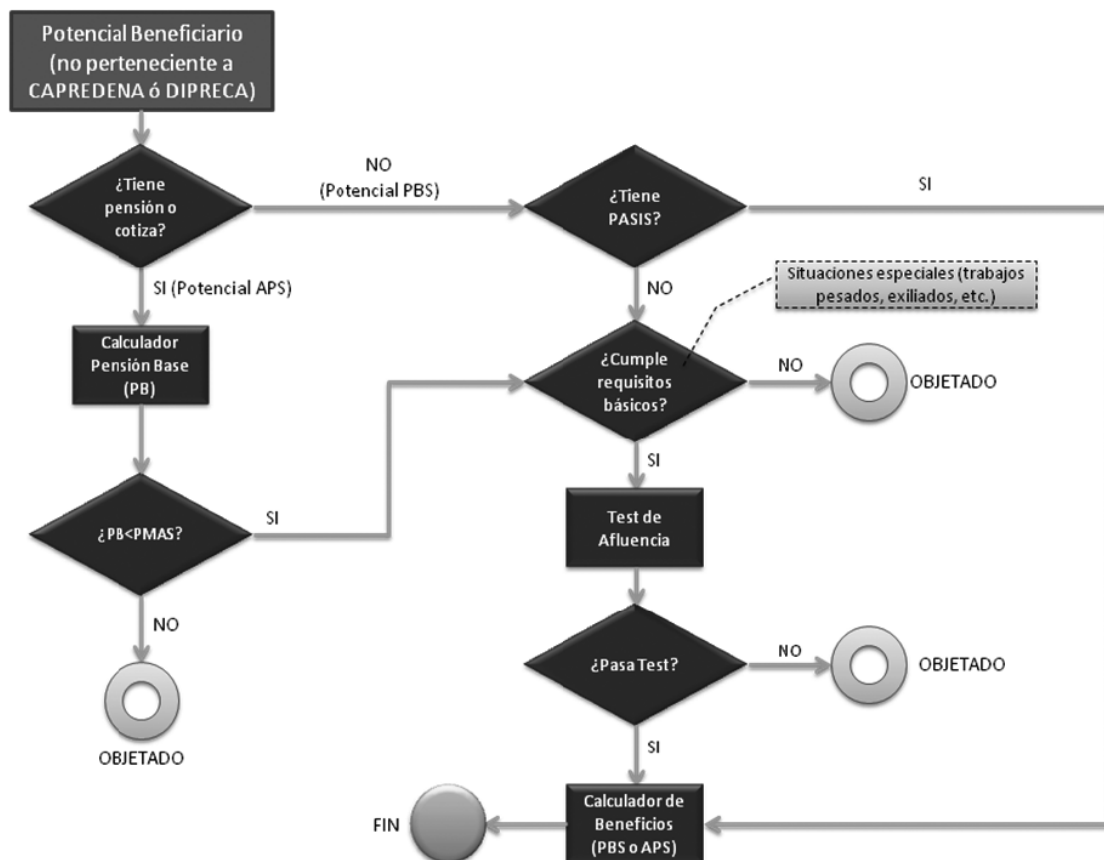 Potencial Beneficiario
(no perteneciente a
CAPREDENA ó DIPRECA)
¿Tiene
pensión o
cotiza?
NO
(Potencial PBS)
¿Tiene
PASIS?
SI
SI (Potencial APS)
NO
Situaciones especiales (trabajos
pesados, exiliados, etc.)
Calculador
Pensión Base
(PB)
¿Cumple
requisitos
básicos?
NO
OBJETADO
SI
¿PB<PMAS?
SI
Test de
Afluencia
NO
OBJETADO
¿Pasa Test?
NO
OBJETADO
SI
Calculador de
Beneficios
(PBS o APS)
FIN